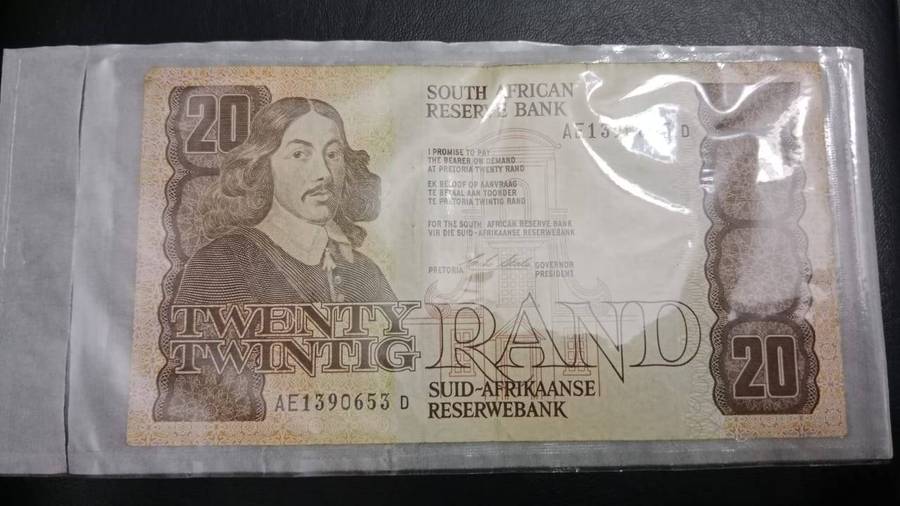 20
SOUTH AFRICAN
RESERVE BANK
D
I PROMISE TO PAY
THE BEARER ON DEMAND
AT PRETORIA TWENTY RAND
EK BELOOF OP AANVRAAG
TE BETAAL AAN TOONDER
TE PRETORIA TWINTIG RAND
FOR THE SOUTH AFRICAN RESERVE BANK
VIR DIE SUID-AFRIKAANSE RESERWEBANK
PRETORIA GOVERNOR
PRESIDENT
TWENTY
TWINTIG RAND
20
AE1390653 D
SUID-AFRIKAANSE
RESERWEBANK